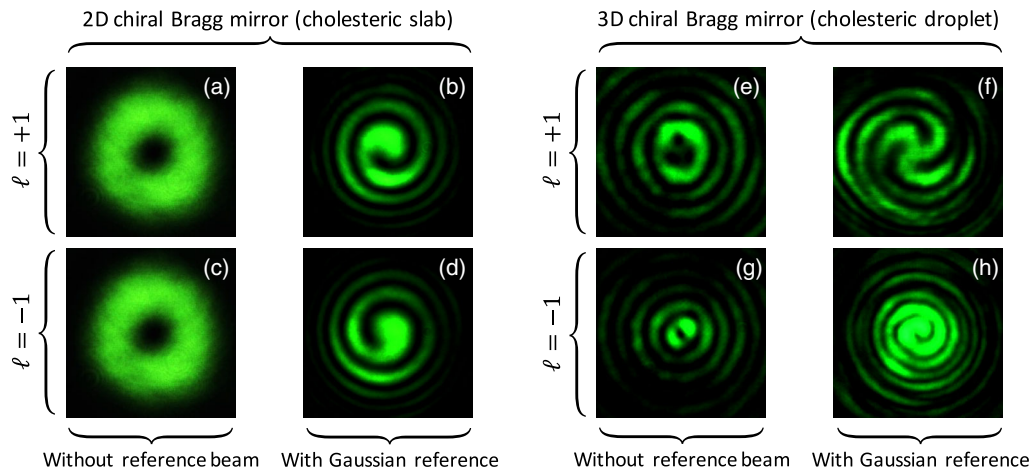 2D chiral Bragg mirror (cholesteric slab)
3D chiral Bragg mirror (cholesteric droplet)
ℓ = +1
(a)
(b)
ℓ = +1
(e)
(f)
ℓ = −1
(c)
(d)
ℓ = −1
(g)
(h)
Without reference beam
With Gaussian reference
Without reference beam
With Gaussian reference